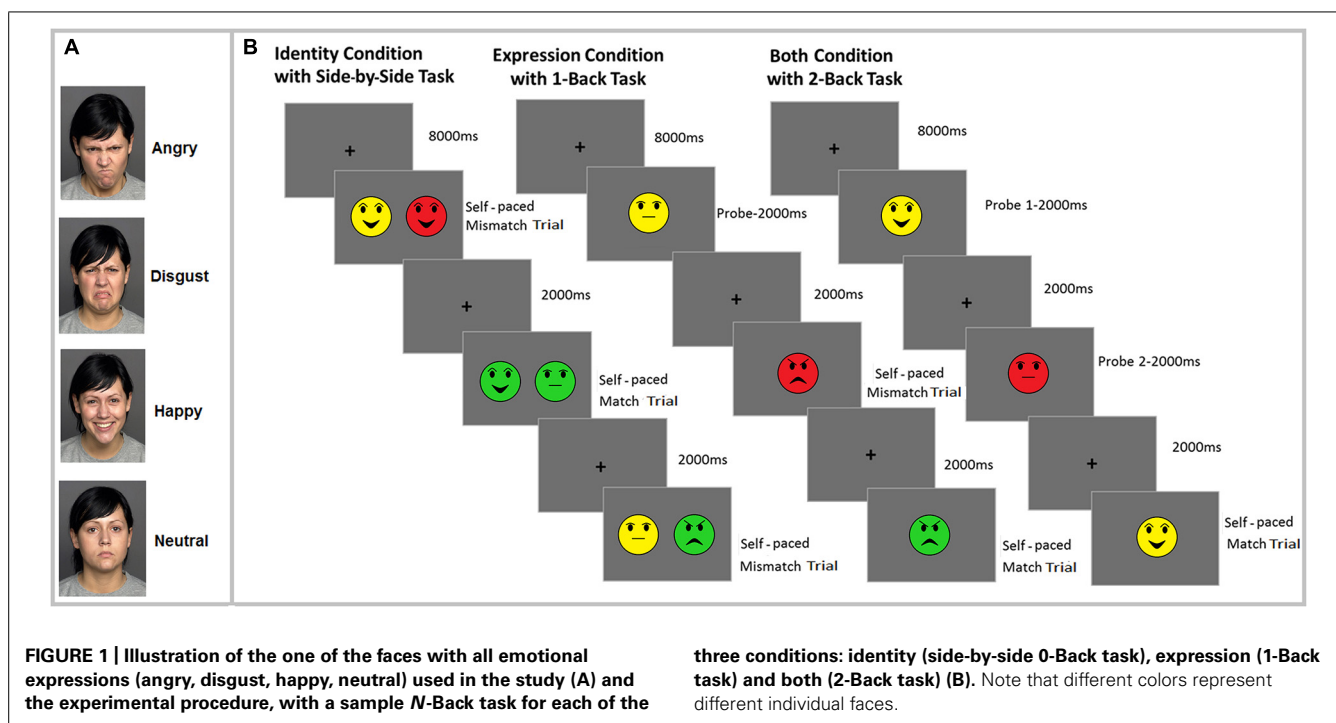 A
Angry
Disgust
Happy
Neutral
B
Identity Condition
with Side-by-Side Task
8000ms
Self-paced
Mismatch Trial
2000ms
Self-paced
Match Trial
2000ms
Self-paced
Mismatch Trial
Expression Condition
with 1-Back Task
8000ms
Probe-2000ms
2000ms
Self-paced
Mismatch Trial
2000ms
Self-paced
Match Trial
Both Condition
with 2-Back Task
8000ms
Probe 1-2000ms
2000ms
Probe 2-2000ms
2000ms
Self-paced
Match Trial
FIGURE 1 | Illustration of the one of the faces with all emotional
expressions (angry, disgust, happy, neutral) used in the study (A) and
the experimental procedure, with a sample N-Back task for each of the
three conditions: identity (side-by-side 0-Back task), expression (1-Back
task) and both (2-Back task) (B). Note that different colors represent
different individual faces.